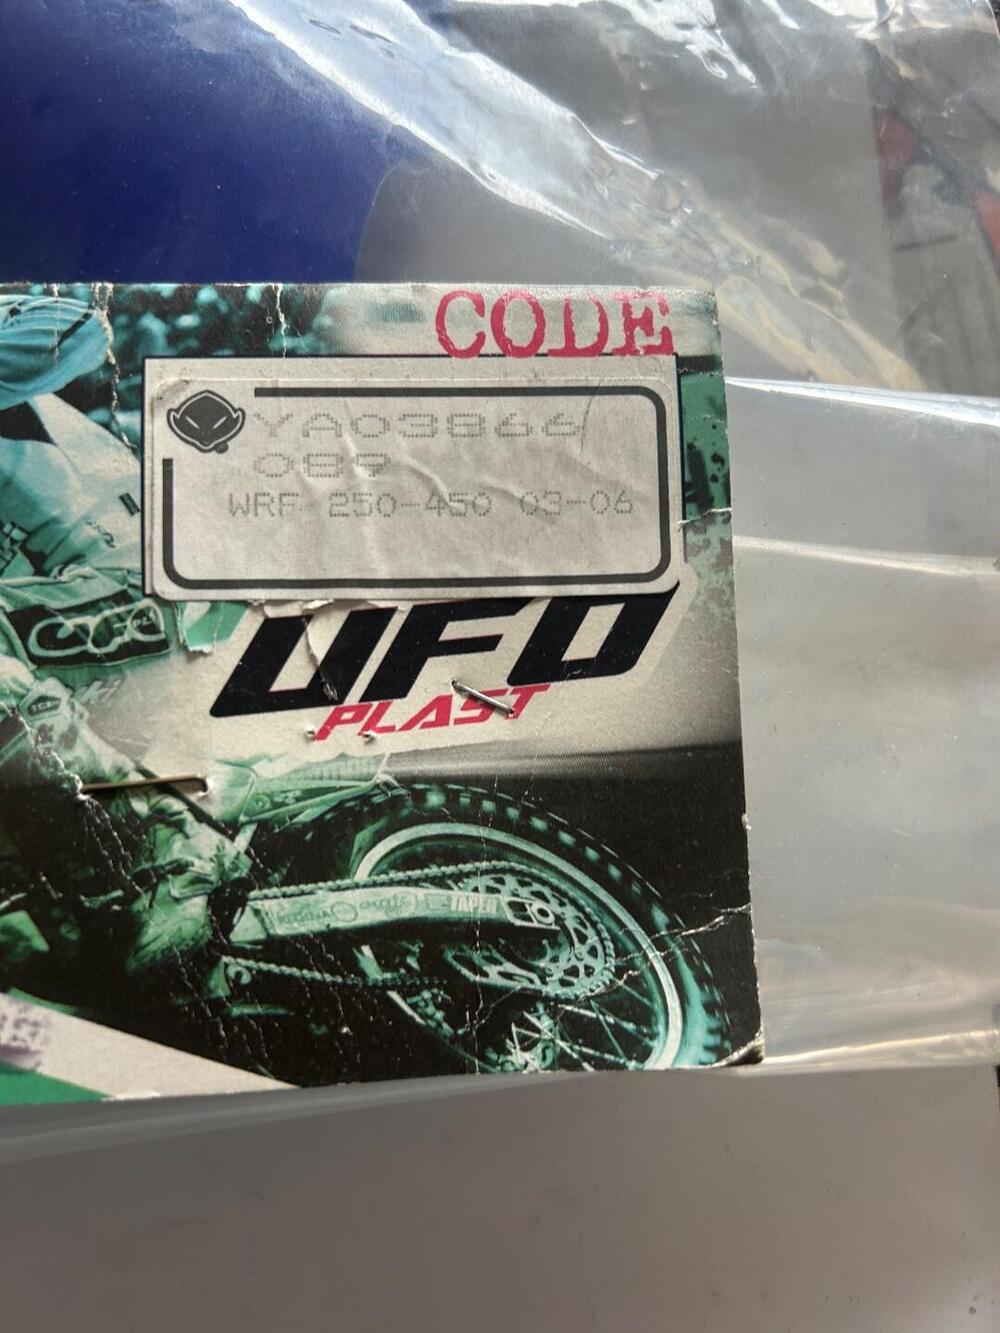 CODE
YA03866
089
WRF 250-450 03-06
UFO
PLAST